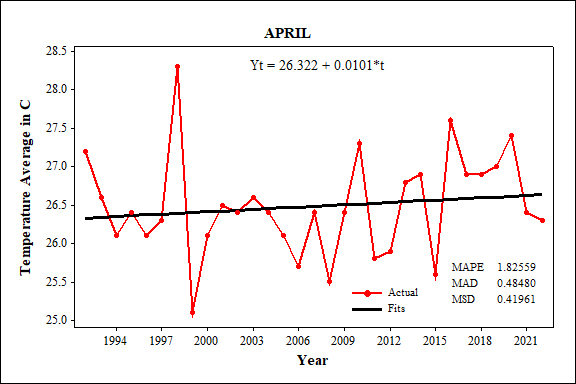 APRIL
Yt = 26.322 + 0.0101*t
Temperature Average in C
28.5
28.0
27.5
27.0
26.5
26.0
25.5
25.0
MAPE 1.82559
MAD 0.48480
MSD 0.41961
Actual
Fits
1994 1997 2000 2003 2006 2009 2012 2015 2018 2021
Year